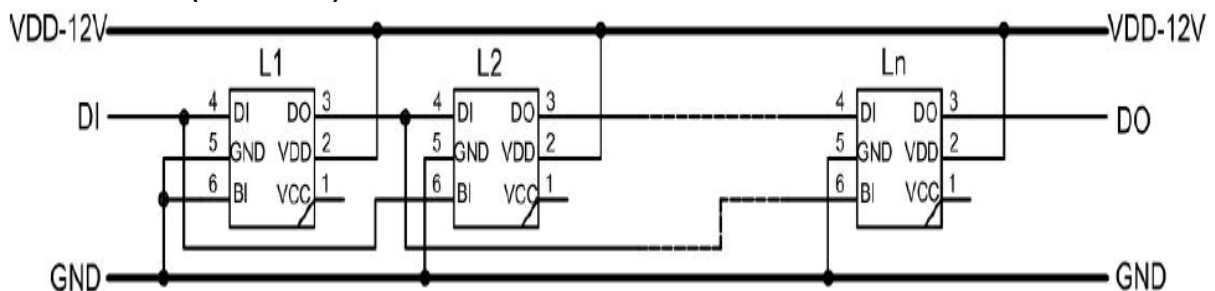 VDD-12V VDD-12V
L1 L2 Ln
DI 4 DI DO 3 4 DI DO 3 4 DI DO 3 DO
5 GND VDD 2 5 GND VDD 2 5 GND VDD 2
6 BI VCC 1 6 BI VCC 1 6 BI VCC 1
GND GND